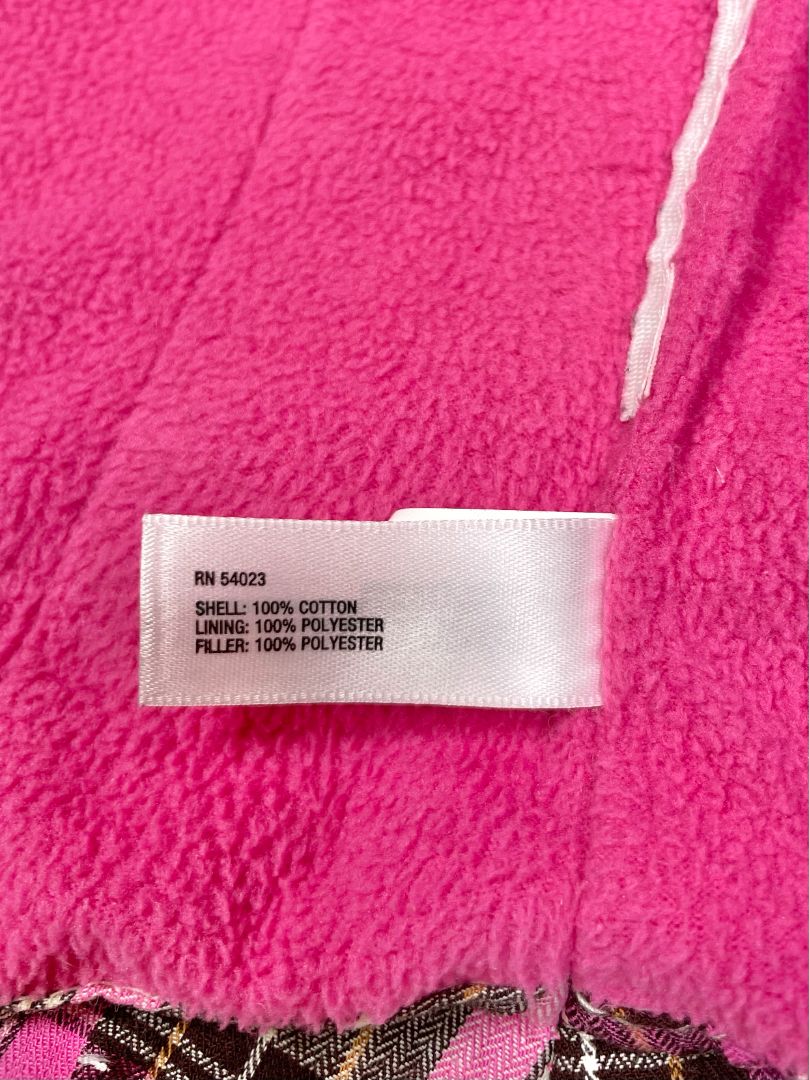 RN 54023
SHELL: 100% COTTON
LINING: 100% POLYESTER
FILLER: 100% POLYESTER